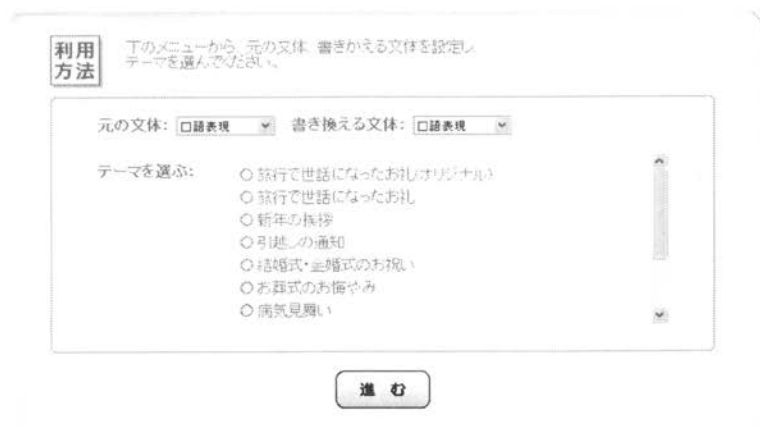 利用方法
下のメニューから、元の文体、書きかえる文体を設定し、
テーマを選んでください。
元の文体: 口語表現 書き換える文体: 口語表現
テーマを選ぶ:
旅行で世話になったお礼(オリジナル)
旅行で世話になったお礼
新年の挨拶
引越しの通知
結婚式・金婚式のお祝い
お葬式のお悔やみ
病気見舞い
進む